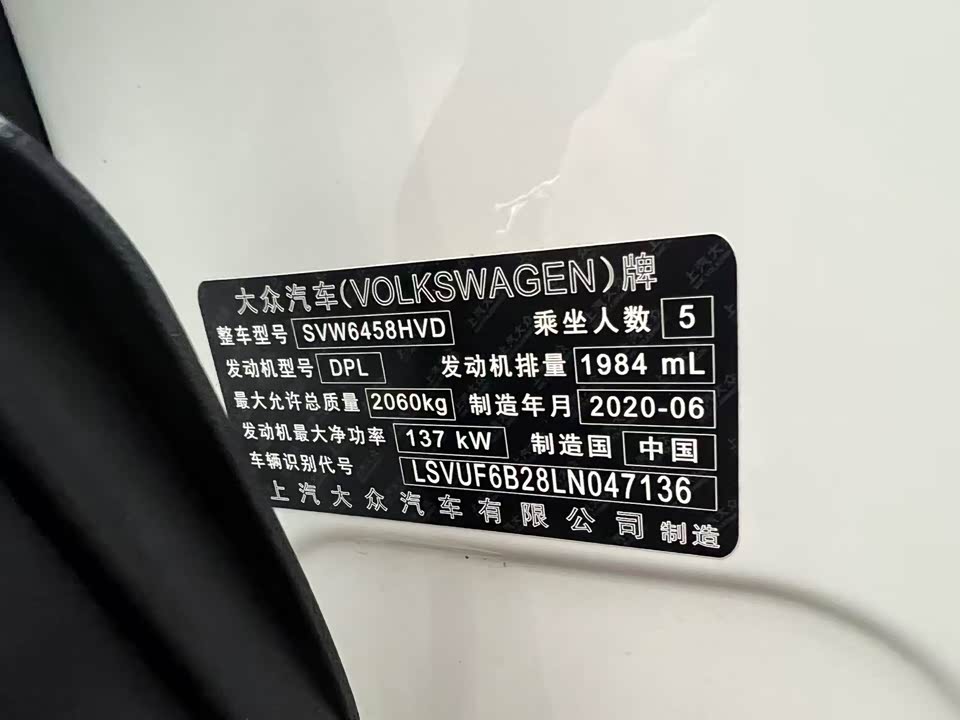 大众汽车(VOLKSWAGEN)牌
整车型号 SVW6458HVD 乘坐人数 5
发动机型号 DPL 发动机排量 1984 mL
最大允许总质量 2060kg 制造年月 2020-06
发动机最大净功率 137 kW 制造国 中国
车辆识别代号 LSVUF6B28LN047136
上汽大众汽车有限公司 制造